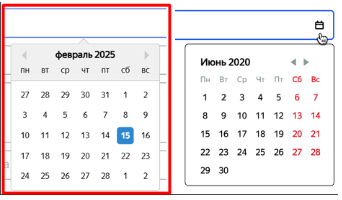 февраль 2025
пн вт ср чт пт сб вс
27 28 29 30 31 1 2
3 4 5 6 7 8 9
10 11 12 13 14 15 16
17 18 19 20 21 22 23
24 25 26 27 28 1 2
Июнь 2020
Пн Вт Ср Чт Пт Сб Вс
1 2 3 4 5 6 7
8 9 10 11 12 13 14
15 16 17 18 19 20 21
22 23 24 25 26 27 28
29 30